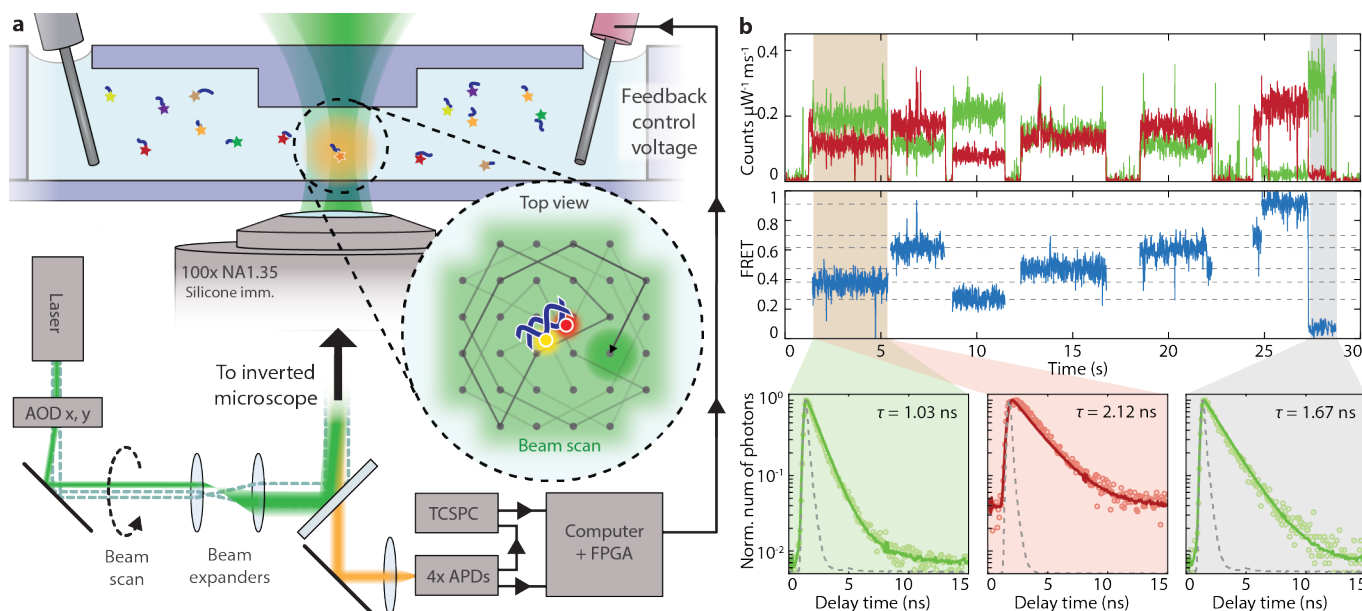 a
Feedback
control
voltage
Top view
100x NA1.35
Silicone imm.
Laser
To inverted
microscope
AOD x, y
Beam scan
TCSPC
Computer
+ FPGA
4x APDs
Beam
scan
Beam
expanders
b
Counts µW⁻¹ ms⁻¹
0.4
0.2
0
FRET
1
0.8
0.6
0.4
0.2
0
0 5 10 15 20 25 30
Time (s)
Norm. num of photons
10⁰
10⁻¹
10⁻²
τ = 1.03 ns
τ = 2.12 ns
τ = 1.67 ns
0 5 10 15
0 5 10 15
0 5 10 15
Delay time (ns)
Delay time (ns)
Delay time (ns)